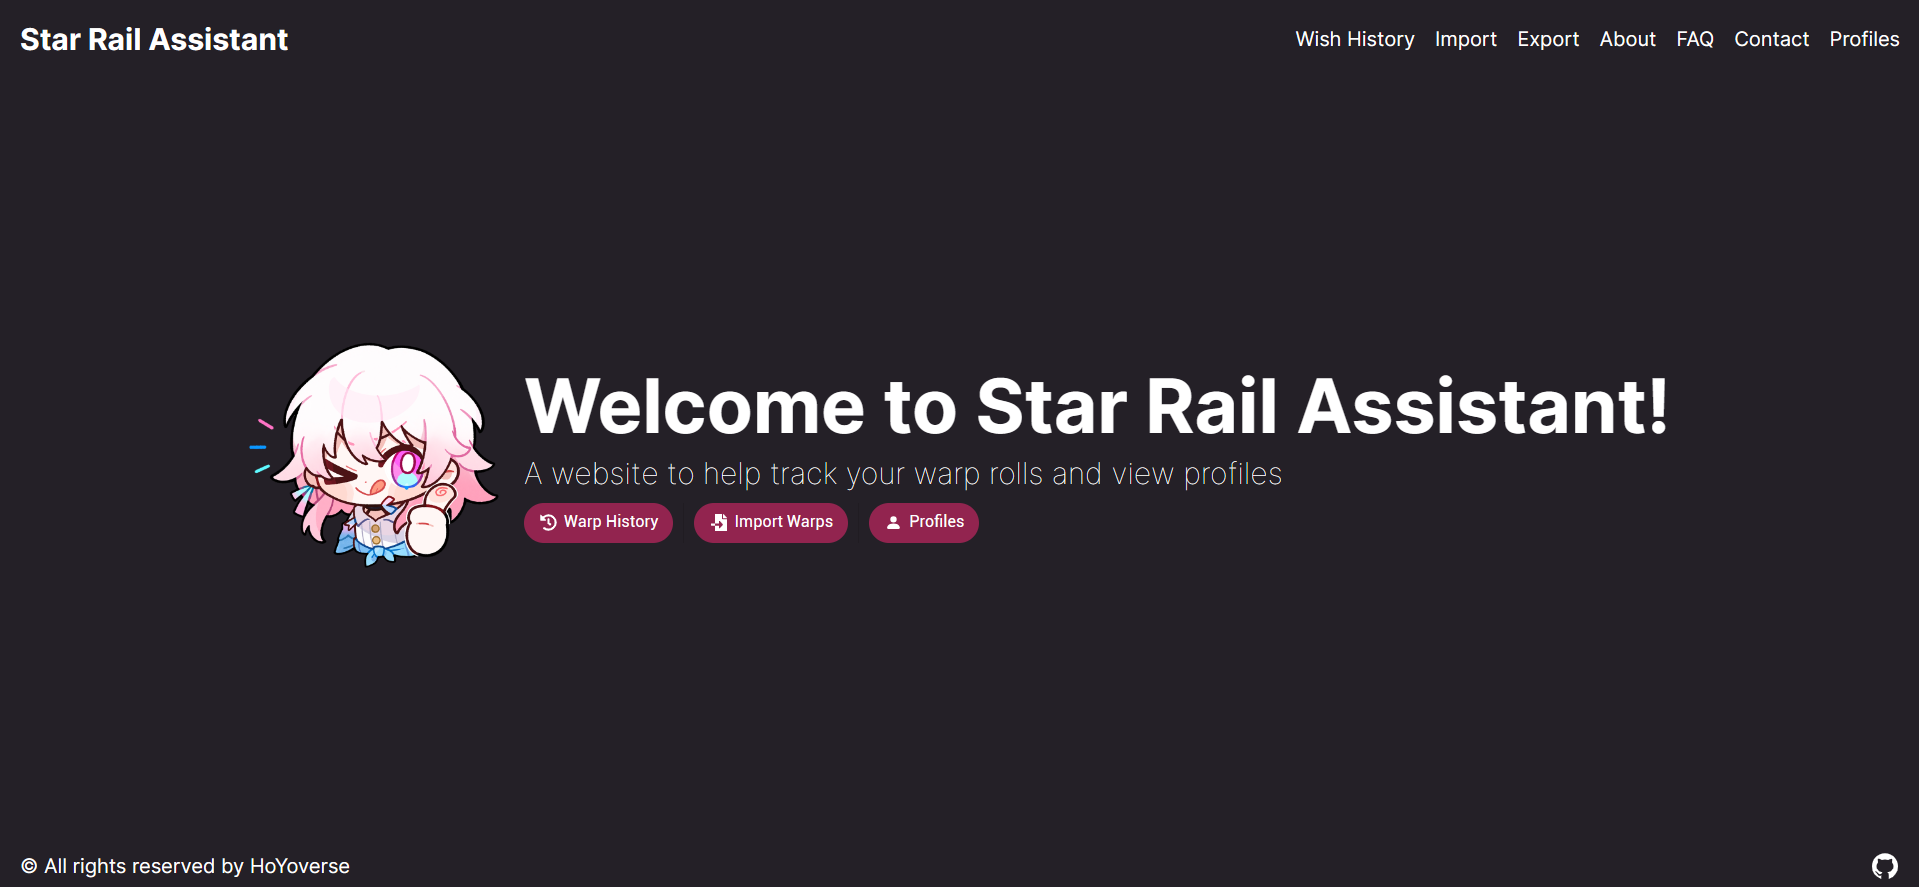 Star Rail Assistant
Wish History Import Export About FAQ Contact Profiles
Welcome to Star Rail Assistant!
A website to help track your warp rolls and view profiles
Warp History Import Warps Profiles
© All rights reserved by HoYoverse